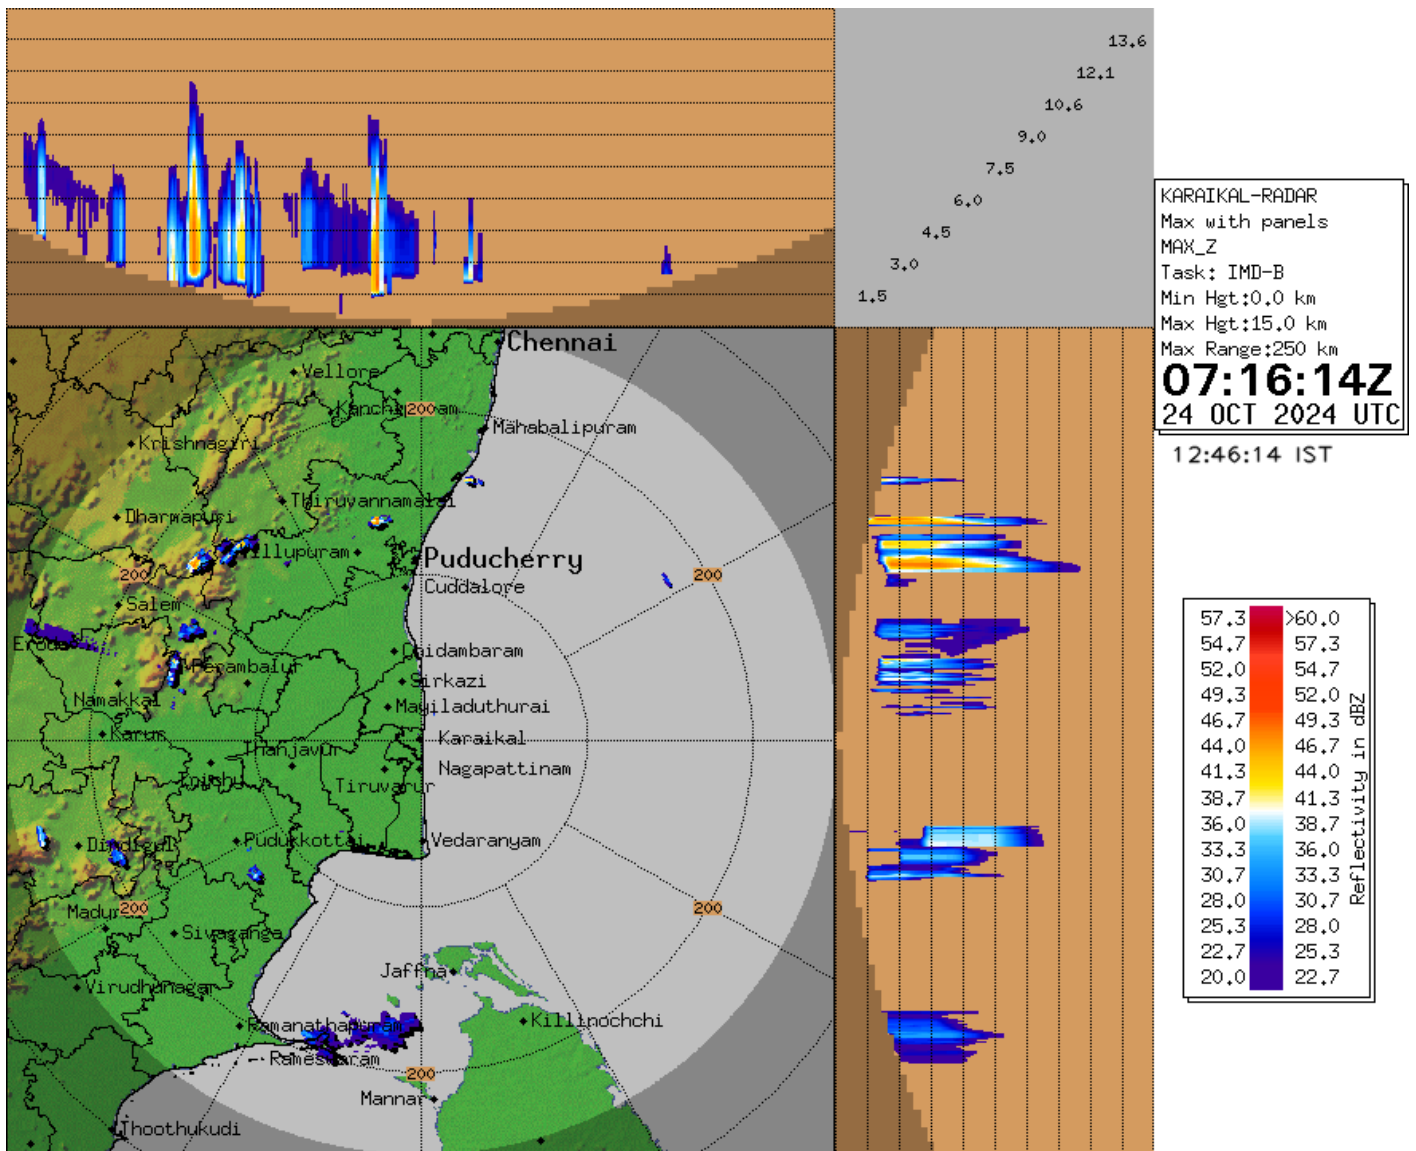 13.6
12.1
10.6
9.0
7.5
6.0
4.5
3.0
1.5
KARAIKAL-RADAR
Max with panels
MAX_Z
Task: IMD-B
Min Hgt:0.0 km
Max Hgt:15.0 km
Max Range:250 km
07:16:14Z
24 OCT 2024 UTC
12:46:14 IST
Chennai
Vellore
200
Mahabalipuram
Krishnagiri
Thiruvannamalai
Dharmapuri
Puducherry
200
200
Cuddalore
Salem
Erode
Chidambaram
Perambalur
Sirkazi
Namakkal
Mayiladuthurai
Karur
Karaikal
Thanjavur
Nagapattinam
Tiruvarur
Dindigul
Pudukkottai
Vedaranyam
200
200
Sivaganga
Jaffna
Virudhunagar
Ramanathapuram
Killinochchi
Rameswaram
200
Mannar
Thoothukudi
57.3 >60.0
54.7 57.3
52.0 54.7
49.3 52.0
46.7 49.3
44.0 46.7
41.3 44.0
38.7 41.3
36.0 38.7
33.3 36.0
30.7 33.3
28.0 30.7
25.3 28.0
22.7 25.3
20.0 22.7
Reflectivity in dBZ